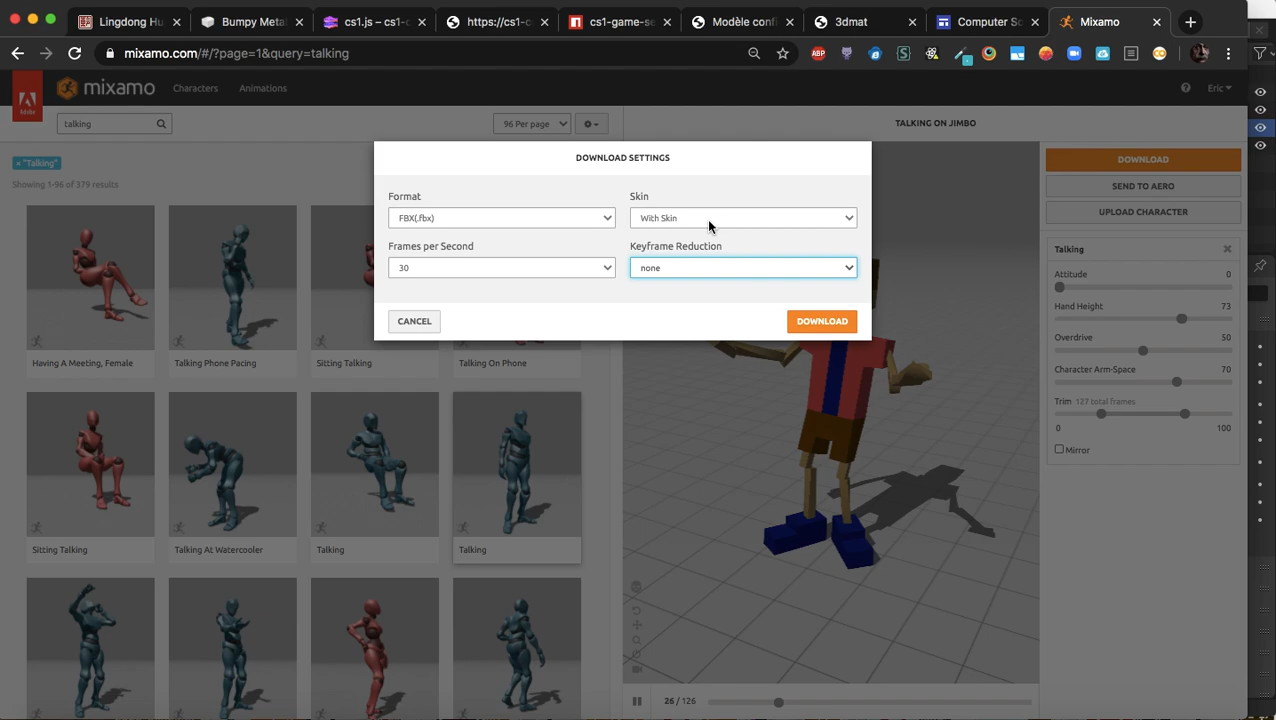 Lingdong Hu
Bumpy Metal
cs1.js – cs1-c
https://cs1-c
cs1-game-se
Modèle confi
3dmat
Computer Sc
Mixamo
mixamo.com/#/?page=1&query=talking
ABP
mixamo
Characters
Animations
Eric
talking
96 Per page
TALKING ON JIMBO
× "Talking"
Showing 1-96 of 379 results
DOWNLOAD SETTINGS
Format
Skin
FBX(.fbx)
With Skin
Frames per Second
Keyframe Reduction
30
none
CANCEL
DOWNLOAD
DOWNLOAD
SEND TO AERO
UPLOAD CHARACTER
Talking
Attitude
0
Hand Height
73
Overdrive
50
Character Arm-Space
70
Trim 127 total frames
0
100
Mirror
Having A Meeting, Female
Talking Phone Pacing
Sitting Talking
Talking On Phone
Sitting Talking
Talking At Watercooler
Talking
Talking
26 / 126